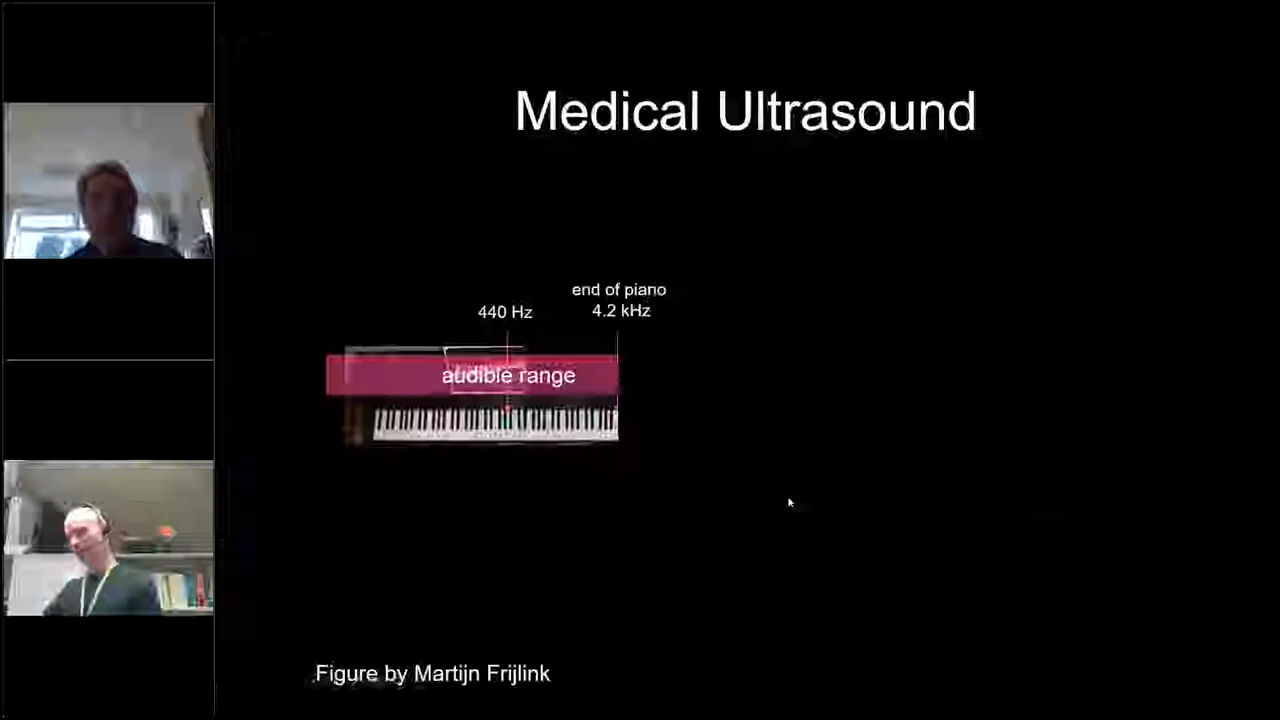 Medical Ultrasound
end of piano
440 Hz
4.2 kHz
audible range
Figure by Martijn Frijlink